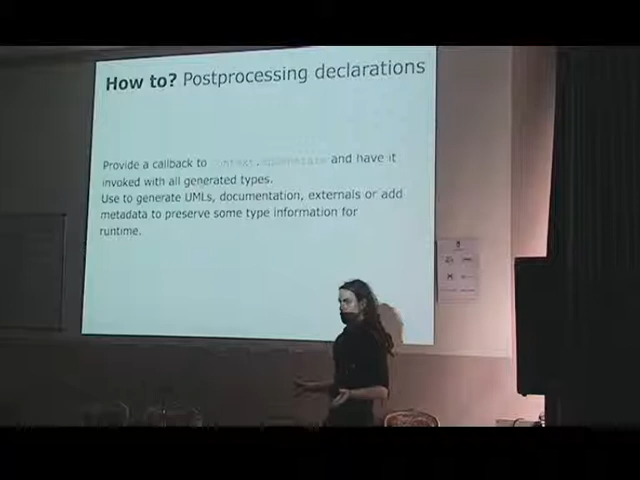 How to? Postprocessing declarations
Provide a callback to and have it
invoked with all generated types.
Use to generate UMLs, documentation, externals or add
metadata to preserve some type information for
runtime.